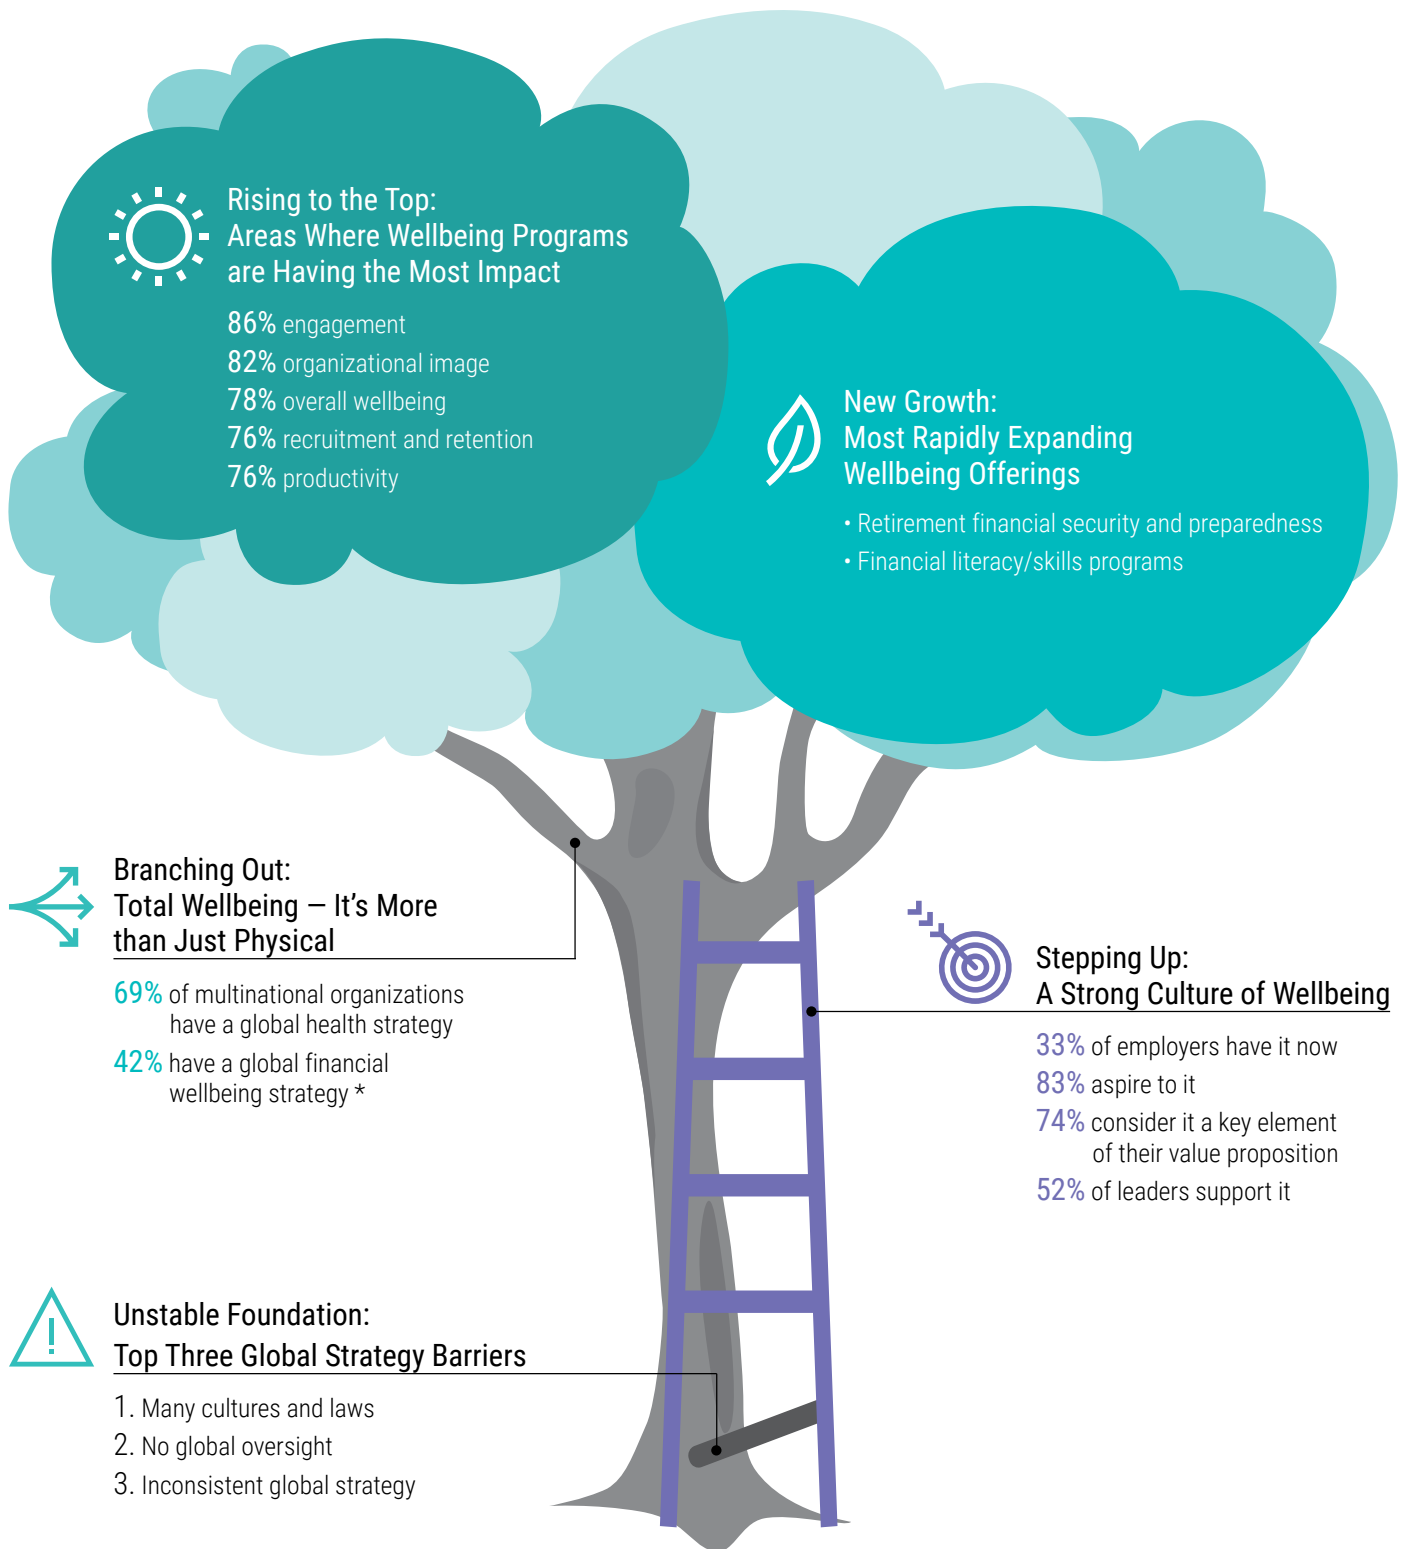 Rising to the Top:
Areas Where Wellbeing Programs
are Having the Most Impact
86% engagement
82% organizational image
78% overall wellbeing
76% recruitment and retention
76% productivity
New Growth:
Most Rapidly Expanding
Wellbeing Offerings
• Retirement financial security and preparedness
• Financial literacy/skills programs
Branching Out:
Total Wellbeing — It’s More
than Just Physical
69% of multinational organizations
have a global health strategy
42% have a global financial
wellbeing strategy *
Stepping Up:
A Strong Culture of Wellbeing
33% of employers have it now
83% aspire to it
74% consider it a key element
of their value proposition
52% of leaders support it
Unstable Foundation:
Top Three Global Strategy Barriers
1. Many cultures and laws
2. No global oversight
3. Inconsistent global strategy